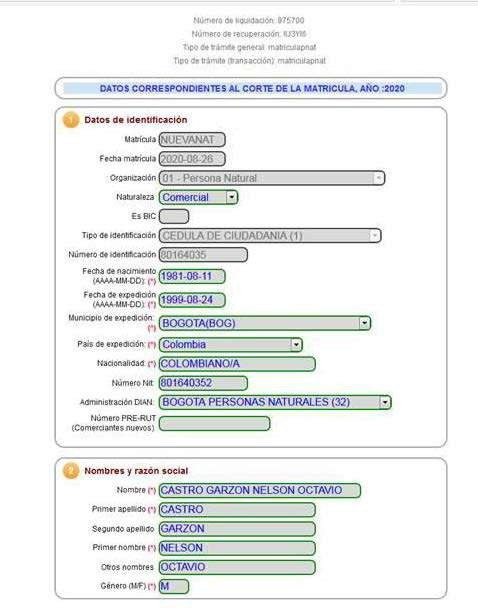 Número de liquidación: 975700
Número de recuperación: IIJ3YI6
Tipo de trámite general: matriculapnat
Tipo de trámite (transacción): matriculapnat
DATOS CORRESPONDIENTES AL CORTE DE LA MATRICULA, AÑO :2020
1 Datos de identificación
Matrícula NUEVANAT
Fecha matrícula 2020-08-26
Organización 01 - Persona Natural
Naturaleza Comercial
Es BIC
Tipo de identificación CEDULA DE CIUDADANIA (1)
Número de identificación 80164035
Fecha de nacimiento
(AAAA-MM-DD): (*) 1981-08-11
Fecha de expedición
(AAAA-MM-DD): (*) 1999-08-24
Municipio de expedición:
(*) BOGOTA(BOG)
País de expedición: (*) Colombia
Nacionalidad: (*) COLOMBIANO/A
Número Nit: 801640352
Administración DIAN: BOGOTA PERSONAS NATURALES (32)
Número PRE-RUT
(Comerciantes nuevos)
2 Nombres y razón social
Nombre (*) CASTRO GARZON NELSON OCTAVIO
Primer apellido (*) CASTRO
Segundo apellido GARZON
Primer nombre (*) NELSON
Otros nombres OCTAVIO
Género (M/F) (*) M